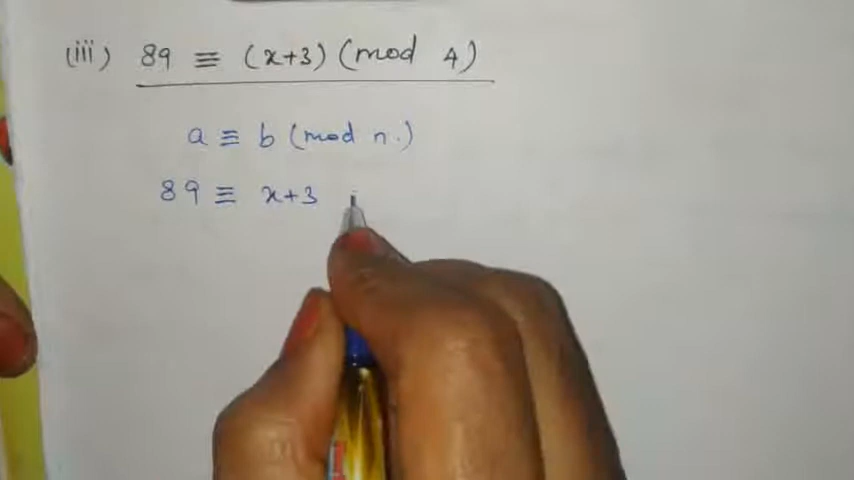 (iii) 89 ≡ (x+3) (mod 4)
a ≡ b (mod n.)
89 ≡ x+3